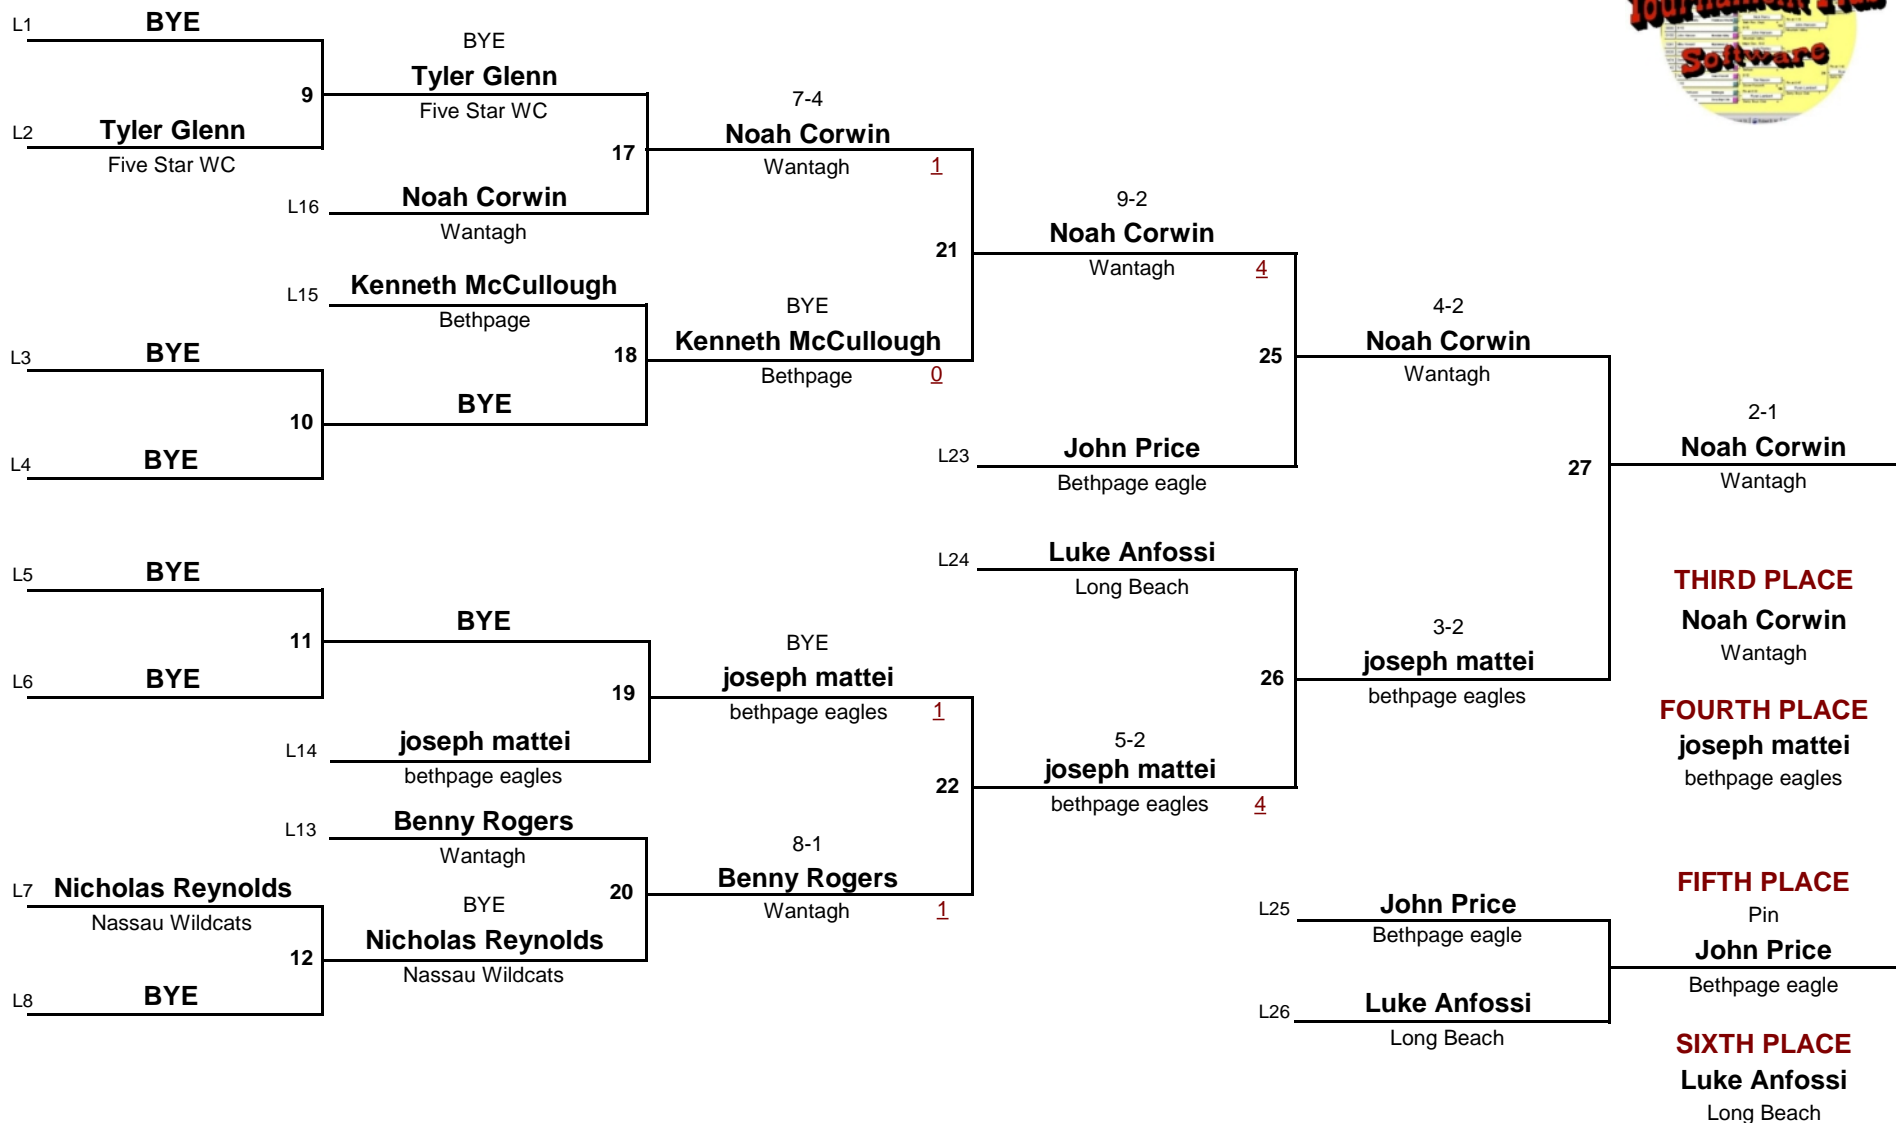 Tournament Plus
Software
L1
BYE
9
L2
Tyler Glenn
Five Star WC
BYE
Tyler Glenn
Five Star WC
17
L16
Noah Corwin
Wantagh
7-4
Noah Corwin
Wantagh
1
L15
Kenneth McCullough
Bethpage
L3
BYE
10
L4
BYE
BYE
18
BYE
Kenneth McCullough
Bethpage
0
21
9-2
Noah Corwin
Wantagh
4
L23
John Price
Bethpage eagle
25
4-2
Noah Corwin
Wantagh
L5
BYE
11
L6
BYE
BYE
19
L14
joseph mattei
bethpage eagles
BYE
joseph mattei
bethpage eagles
1
L13
Benny Rogers
Wantagh
L7
Nicholas Reynolds
Nassau Wildcats
12
L8
BYE
BYE
Nicholas Reynolds
Nassau Wildcats
20
8-1
Benny Rogers
Wantagh
1
22
5-2
joseph mattei
bethpage eagles
4
L24
Luke Anfossi
Long Beach
26
3-2
joseph mattei
bethpage eagles
27
2-1
Noah Corwin
Wantagh
THIRD PLACE
Noah Corwin
Wantagh
FOURTH PLACE
joseph mattei
bethpage eagles
L25
John Price
Bethpage eagle
L26
Luke Anfossi
Long Beach
FIFTH PLACE
Pin
John Price
Bethpage eagle
SIXTH PLACE
Luke Anfossi
Long Beach